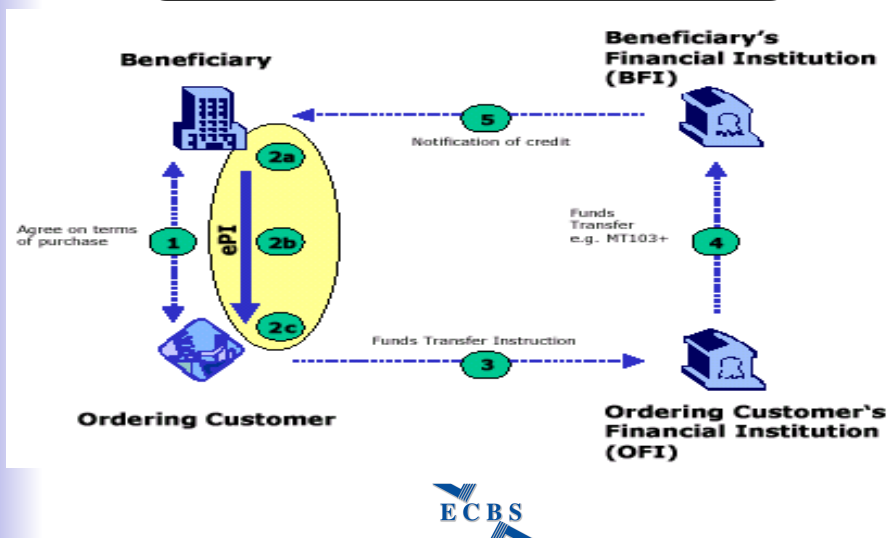 Beneficiary
Beneficiary's
Financial Institution
(BFI)
5
Notification of credit
2a
Agree on terms
of purchase
1
ePI
2b
Funds
Transfer
e.g. MT103+
4
2c
Funds Transfer Instruction
3
Ordering Customer
Ordering Customer's
Financial Institution
(OFI)
ECBS